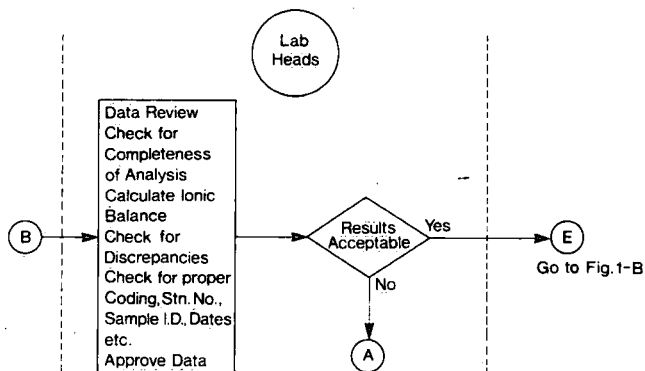 Lab
Heads
Data Review
Check for
Completeness
of Analysis
Calculate Ionic
Balance
Check for
Discrepancies
Check for proper
Coding, Stn. No.,
Sample I.D., Dates
etc.
Approve Data
B
Results
Acceptable
Yes
No
A
E
Go to Fig. 1-B